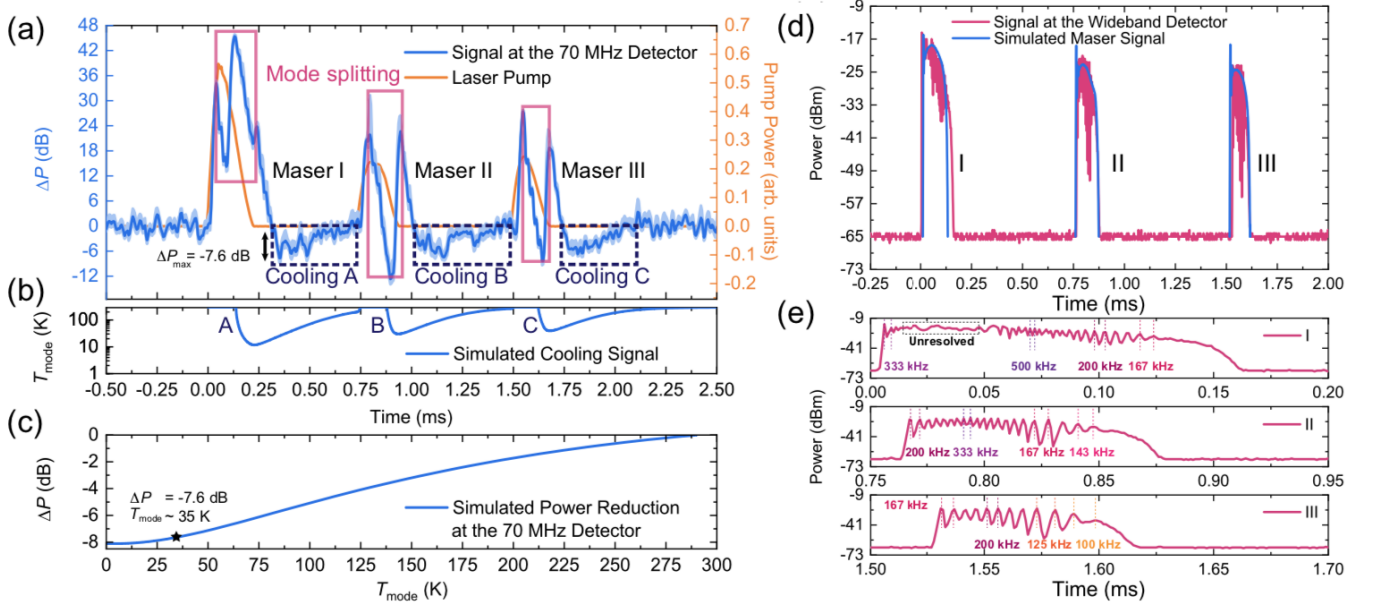 (a)
48
42
36
30
24
18
12
6
0
-6
-12
ΔP (dB)
Signal at the 70 MHz Detector
Laser Pump
Mode splitting
Maser I
Maser II
Maser III
ΔPmax = -7.6 dB
Cooling A
Cooling B
Cooling C
0.7
0.6
0.5
0.4
0.3
0.2
0.1
0.0
-0.1
-0.2
Pump Power (arb. units)
(b)
100
10
1
Tmode (K)
A
B
C
Simulated Cooling Signal
-0.50 -0.25 0.00 0.25 0.50 0.75 1.00 1.25 1.50 1.75 2.00 2.25 2.50
Time (ms)
(c)
0
-2
-4
-6
-8
ΔP (dB)
ΔP = -7.6 dB
Tmode ~ 35 K
Simulated Power Reduction
at the 70 MHz Detector
0 25 50 75 100 125 150 175 200 225 250 275 300
Tmode (K)
(d)
-9
-17
-25
-33
-41
-49
-57
-65
-73
Power (dBm)
Signal at the Wideband Detector
Simulated Maser Signal
I
II
III
-0.25 0.00 0.25 0.50 0.75 1.00 1.25 1.50 1.75 2.00
Time (ms)
(e)
Power (dBm)
-9
-41
-73
Unresolved
I
333 kHz
500 kHz
200 kHz
167 kHz
0.00 0.05 0.10 0.15 0.20
-9
-41
-73
II
200 kHz
333 kHz
167 kHz
143 kHz
0.75 0.80 0.85 0.90 0.95
-9
-41
-73
167 kHz
III
200 kHz
125 kHz
100 kHz
1.50 1.55 1.60 1.65 1.70
Time (ms)